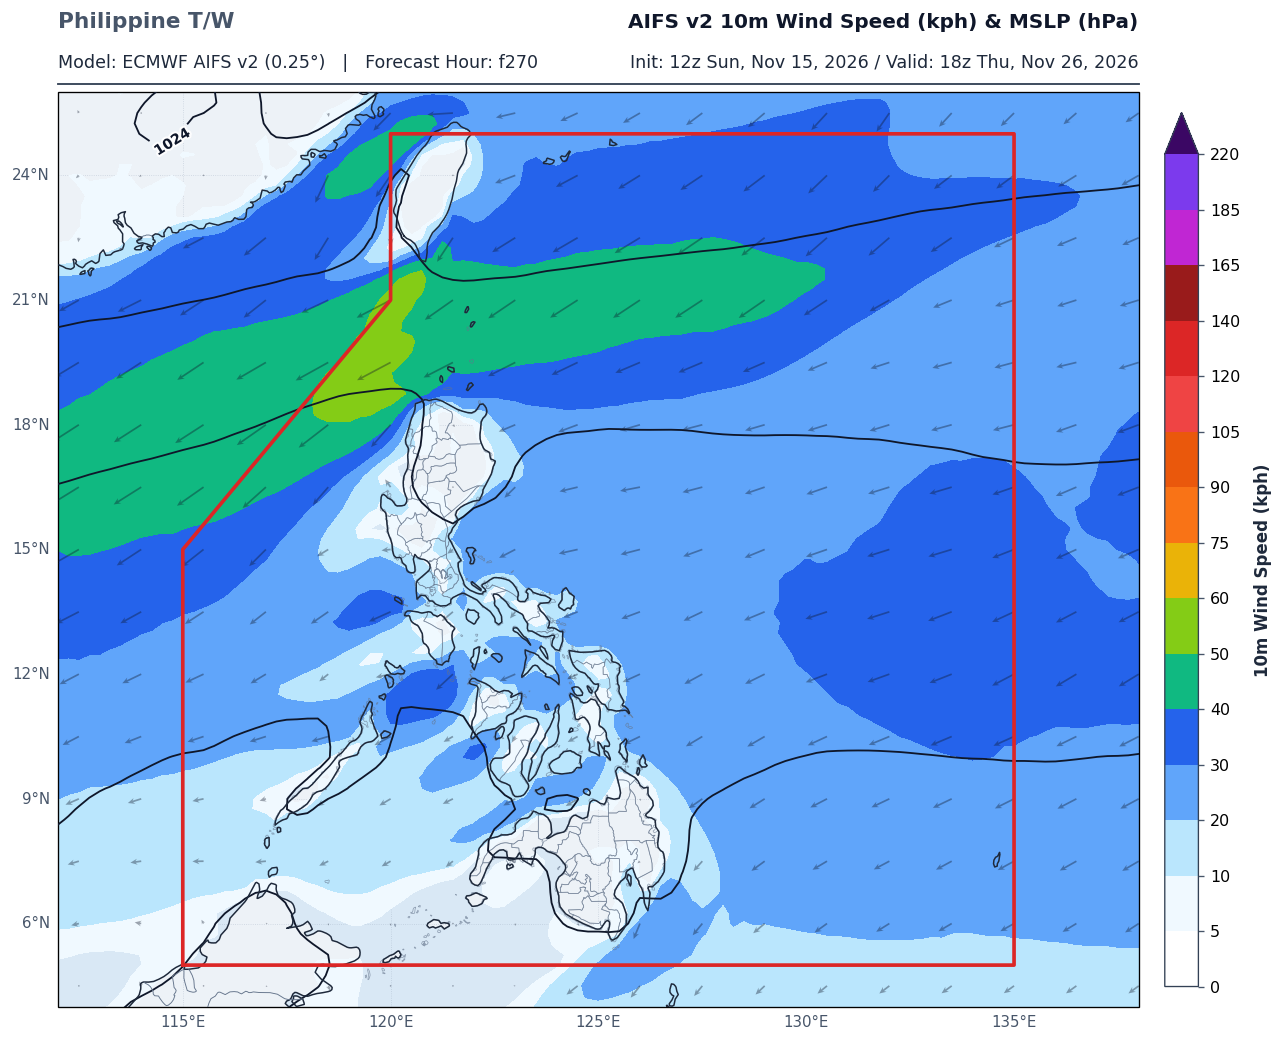 Philippine T/W
AIFS v2 10m Wind Speed (kph) & MSLP (hPa)
Model: ECMWF AIFS v2 (0.25°) | Forecast Hour: f270
Init: 12z Sun, Nov 15, 2026 / Valid: 18z Thu, Nov 26, 2026
1024
24°N
21°N
18°N
15°N
12°N
9°N
6°N
115°E
120°E
125°E
130°E
135°E
220
185
165
140
120
105
90
75
60
50
40
30
20
10
5
0
10m Wind Speed (kph)